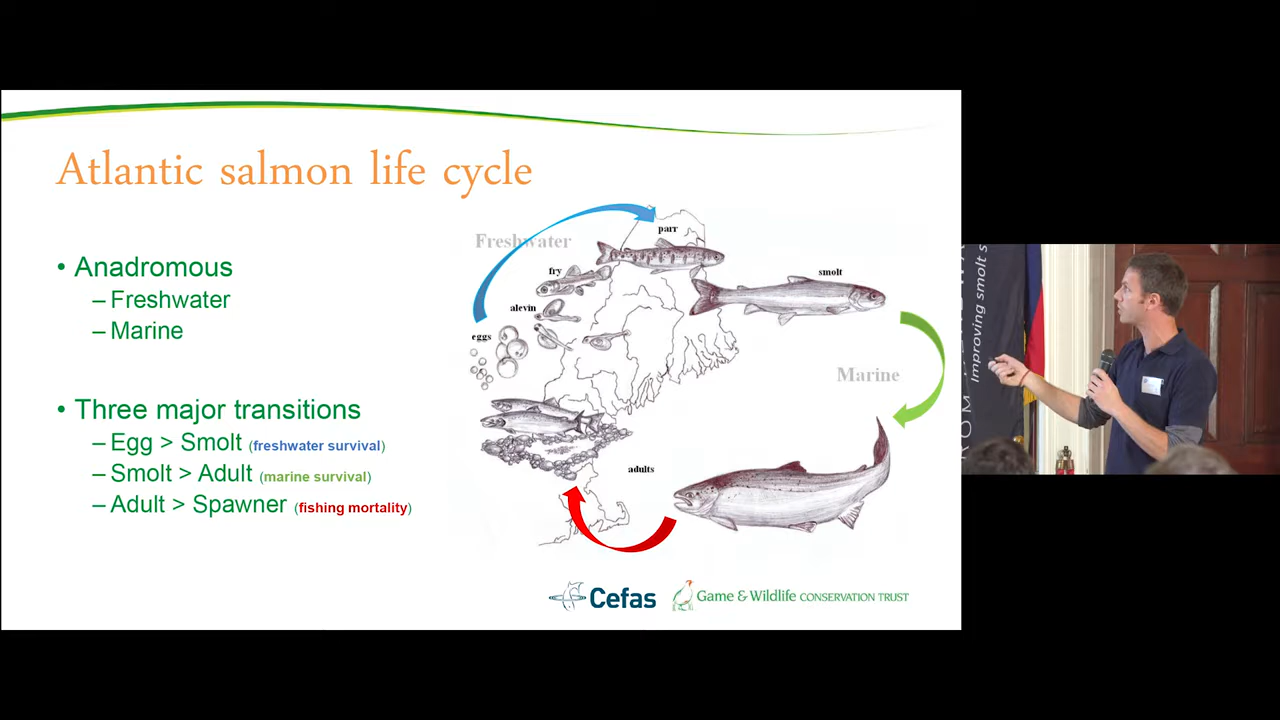 Atlantic salmon life cycle
• Anadromous
– Freshwater
– Marine
• Three major transitions
– Egg > Smolt (freshwater survival)
– Smolt > Adult (marine survival)
– Adult > Spawner (fishing mortality)
Freshwater
parr
fry
smolt
alevin
eggs
Marine
adults
Cefas
Game & Wildlife CONSERVATION TRUST
Improving smolt s